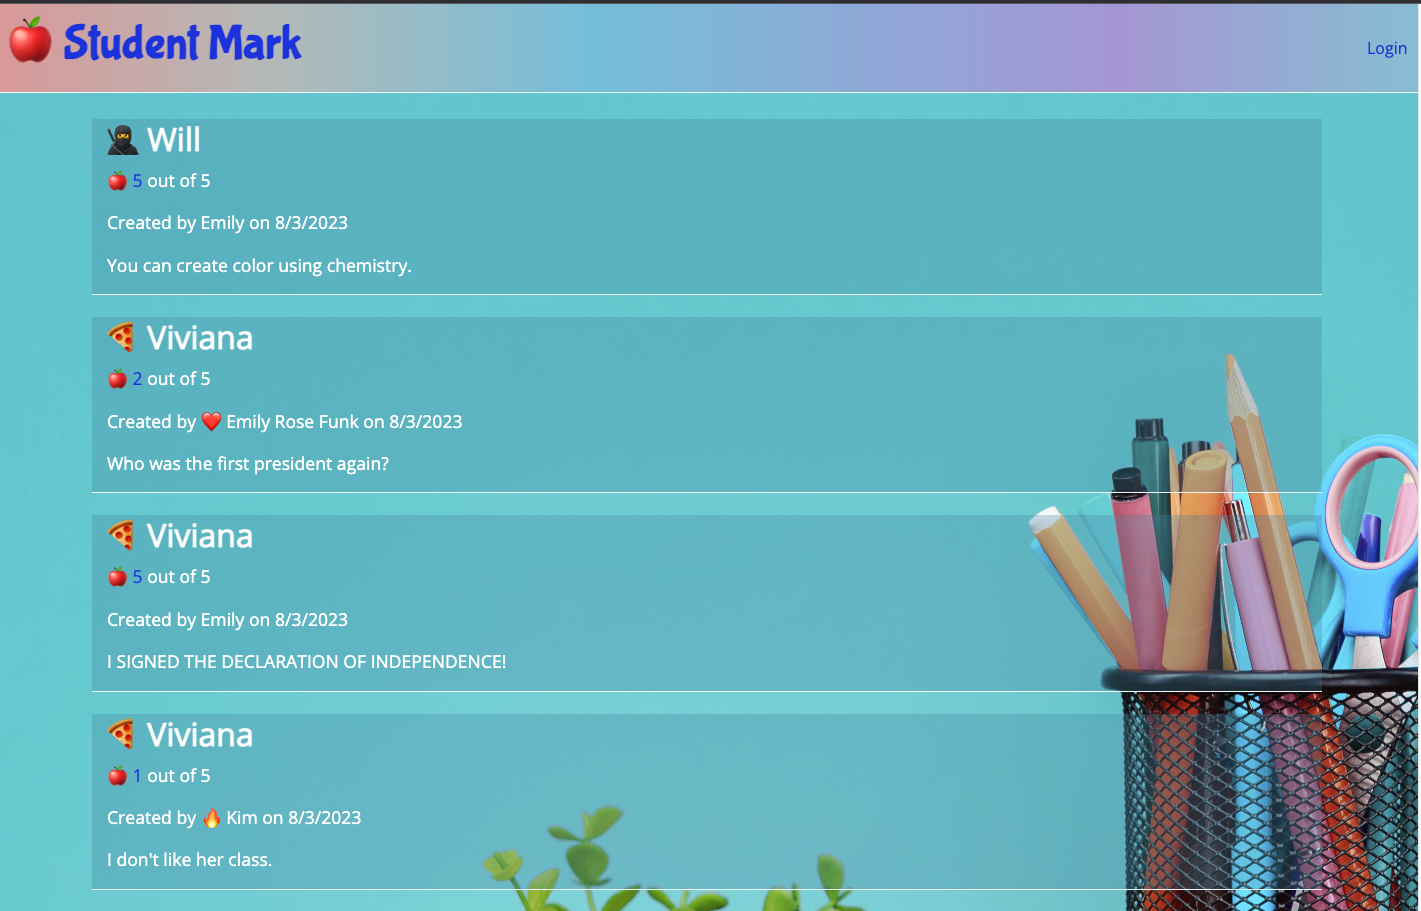 🍎 Student Mark
Login
🥷 Will
🍎 5 out of 5
Created by Emily on 8/3/2023
You can create color using chemistry.
🍕 Viviana
🍎 2 out of 5
Created by ❤️ Emily Rose Funk on 8/3/2023
Who was the first president again?
🍕 Viviana
🍎 5 out of 5
Created by Emily on 8/3/2023
I SIGNED THE DECLARATION OF INDEPENDENCE!
🍕 Viviana
🍎 1 out of 5
Created by 🔥 Kim on 8/3/2023
I don't like her class.